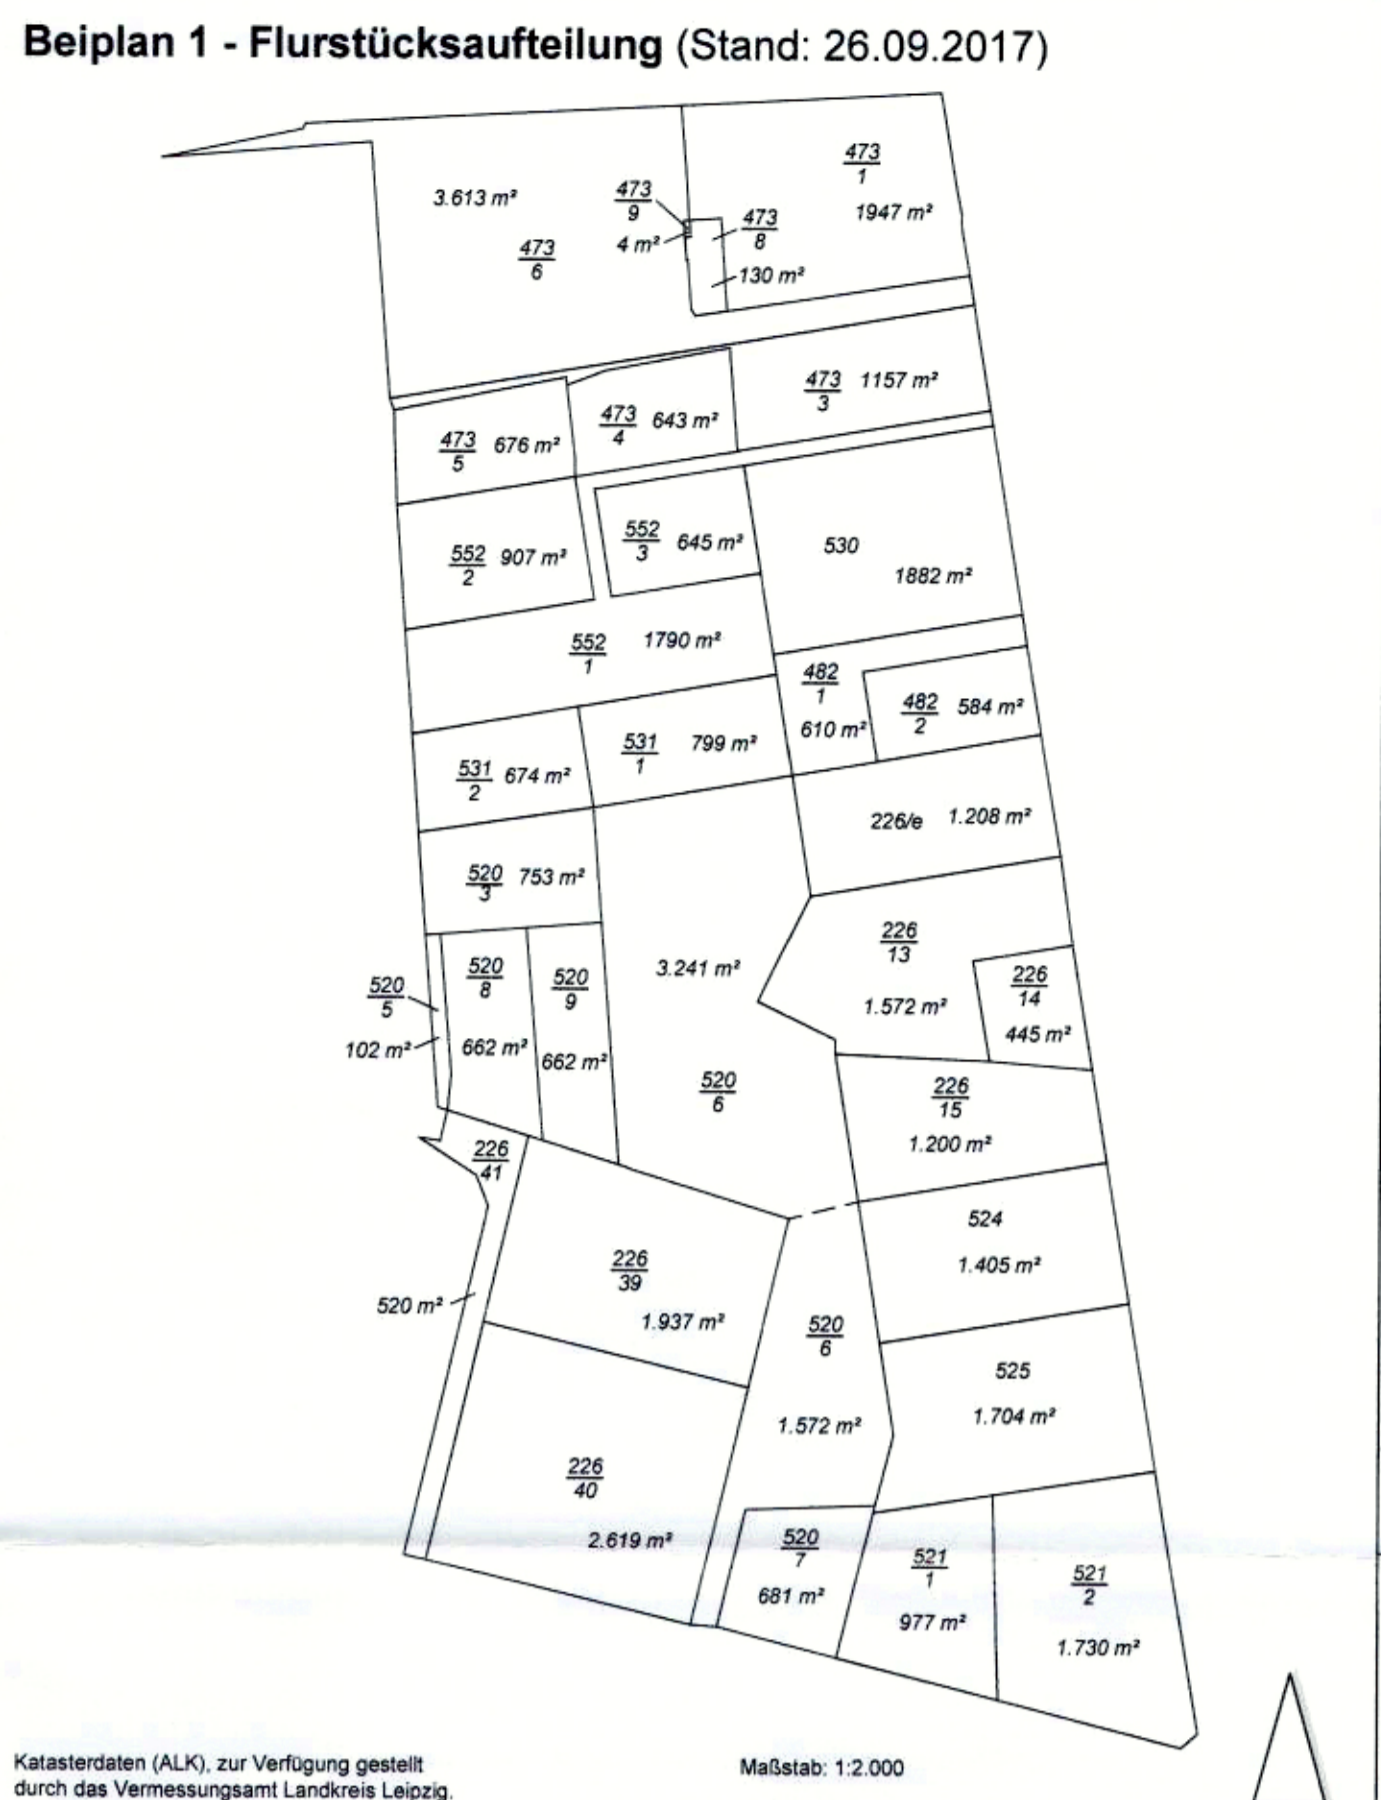 Beiplan 1 - Flurstücksaufteilung (Stand: 26.09.2017)
473
1
1947 m²
3.613 m²
473
6
473
9
4 m²
473
8
130 m²
473
3
1157 m²
473
4
643 m²
473
5
676 m²
552
2
907 m²
552
3
645 m²
530
1882 m²
552
1
1790 m²
482
1
610 m²
482
2
584 m²
531
1
799 m²
531
2
674 m²
226/e
1.208 m²
520
3
753 m²
226
13
1.572 m²
226
14
445 m²
3.241 m²
520
6
520
5
102 m²
520
8
662 m²
520
9
662 m²
226
15
1.200 m²
226
41
520 m²
524
1.405 m²
226
39
1.937 m²
520
6
1.572 m²
525
1.704 m²
226
40
2.619 m²
520
7
681 m²
521
1
977 m²
521
2
1.730 m²
Katasterdaten (ALK), zur Verfügung gestellt
durch das Vermessungsamt Landkreis Leipzig.
Maßstab: 1:2.000